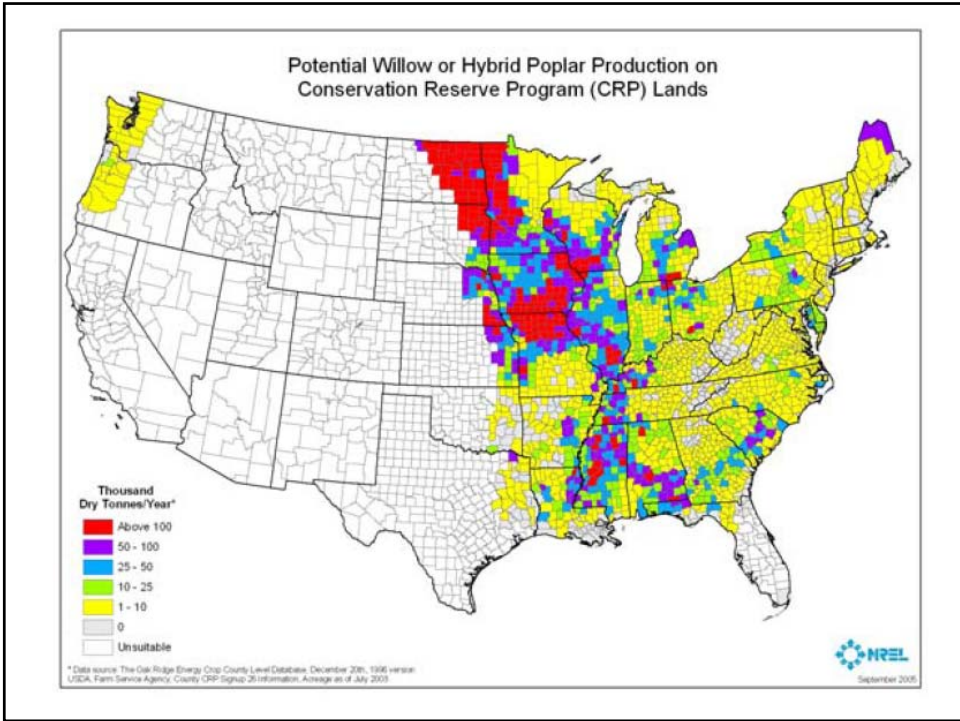 Potential Willow or Hybrid Poplar Production on
Conservation Reserve Program (CRP) Lands
Thousand
Dry Tonnes/Year*
Above 100
50 - 100
25 - 50
10 - 25
1 - 10
0
Unsuitable
* Data source: The Oak Ridge Energy Crop County Level Database, December 20th, 1996 version
USDA, Farm Service Agency, County CRP Signup 26 Information, Acreage as of July 2003
NREL
September 2005